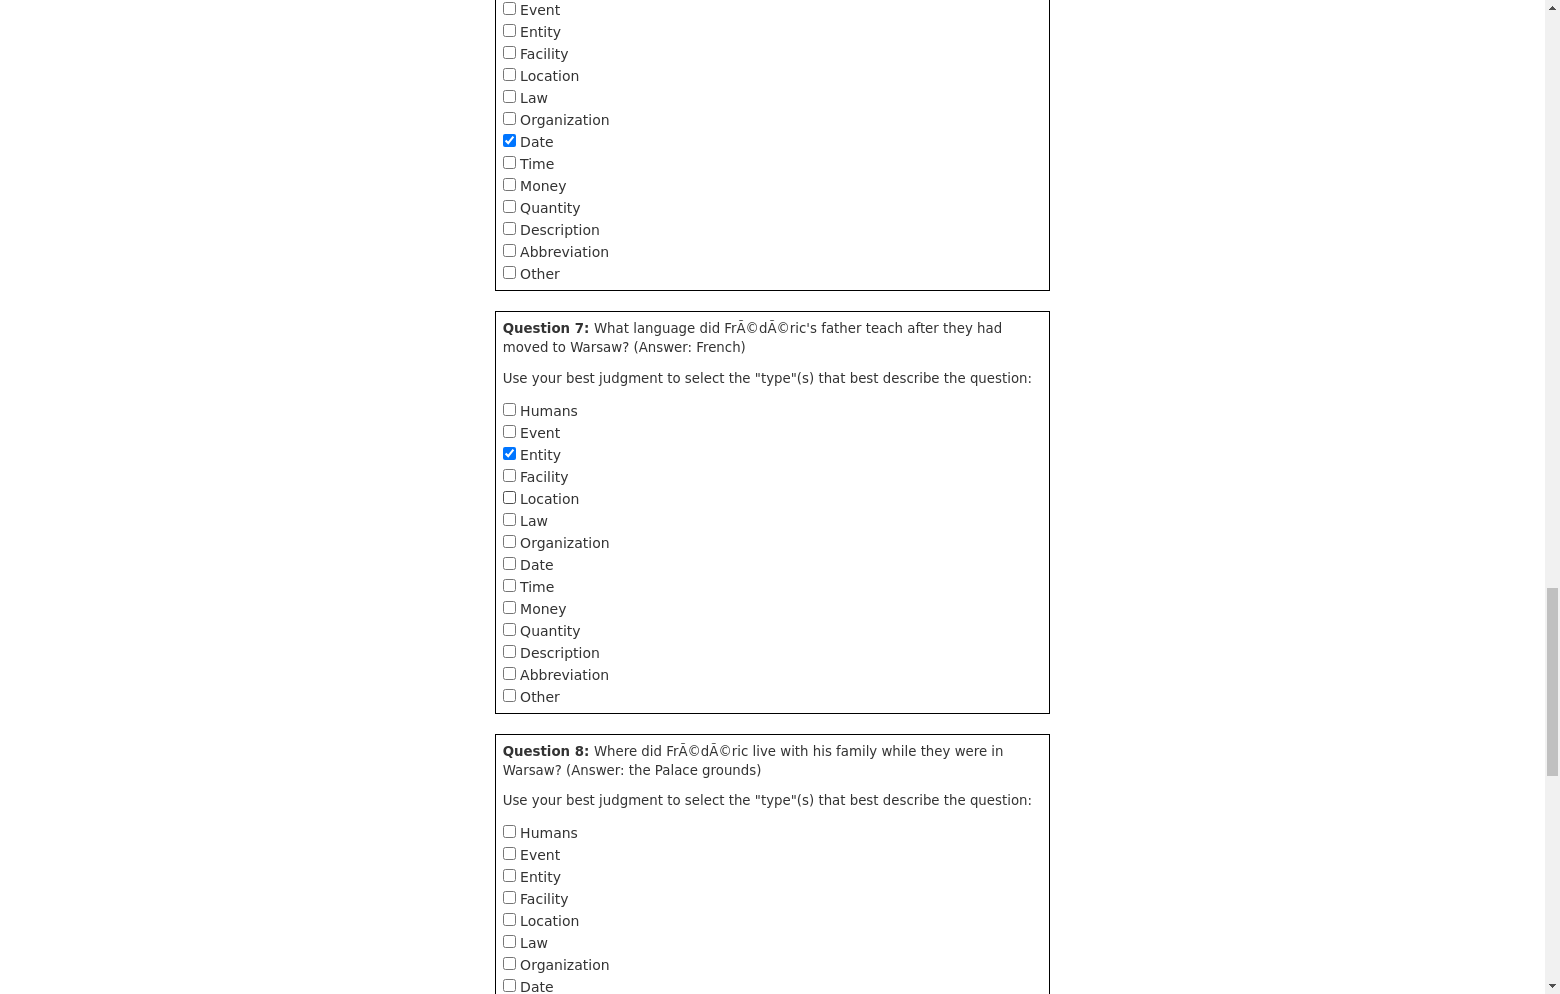 Event
Entity
Facility
Location
Law
Organization
Date
Time
Money
Quantity
Description
Abbreviation
Other
Question 7: What language did FrÃ©dÃ©ric's father teach after they had
moved to Warsaw? (Answer: French)
Use your best judgment to select the "type"(s) that best describe the question:
Humans
Event
Entity
Facility
Location
Law
Organization
Date
Time
Money
Quantity
Description
Abbreviation
Other
Question 8: Where did FrÃ©dÃ©ric live with his family while they were in
Warsaw? (Answer: the Palace grounds)
Use your best judgment to select the "type"(s) that best describe the question:
Humans
Event
Entity
Facility
Location
Law
Organization
Date